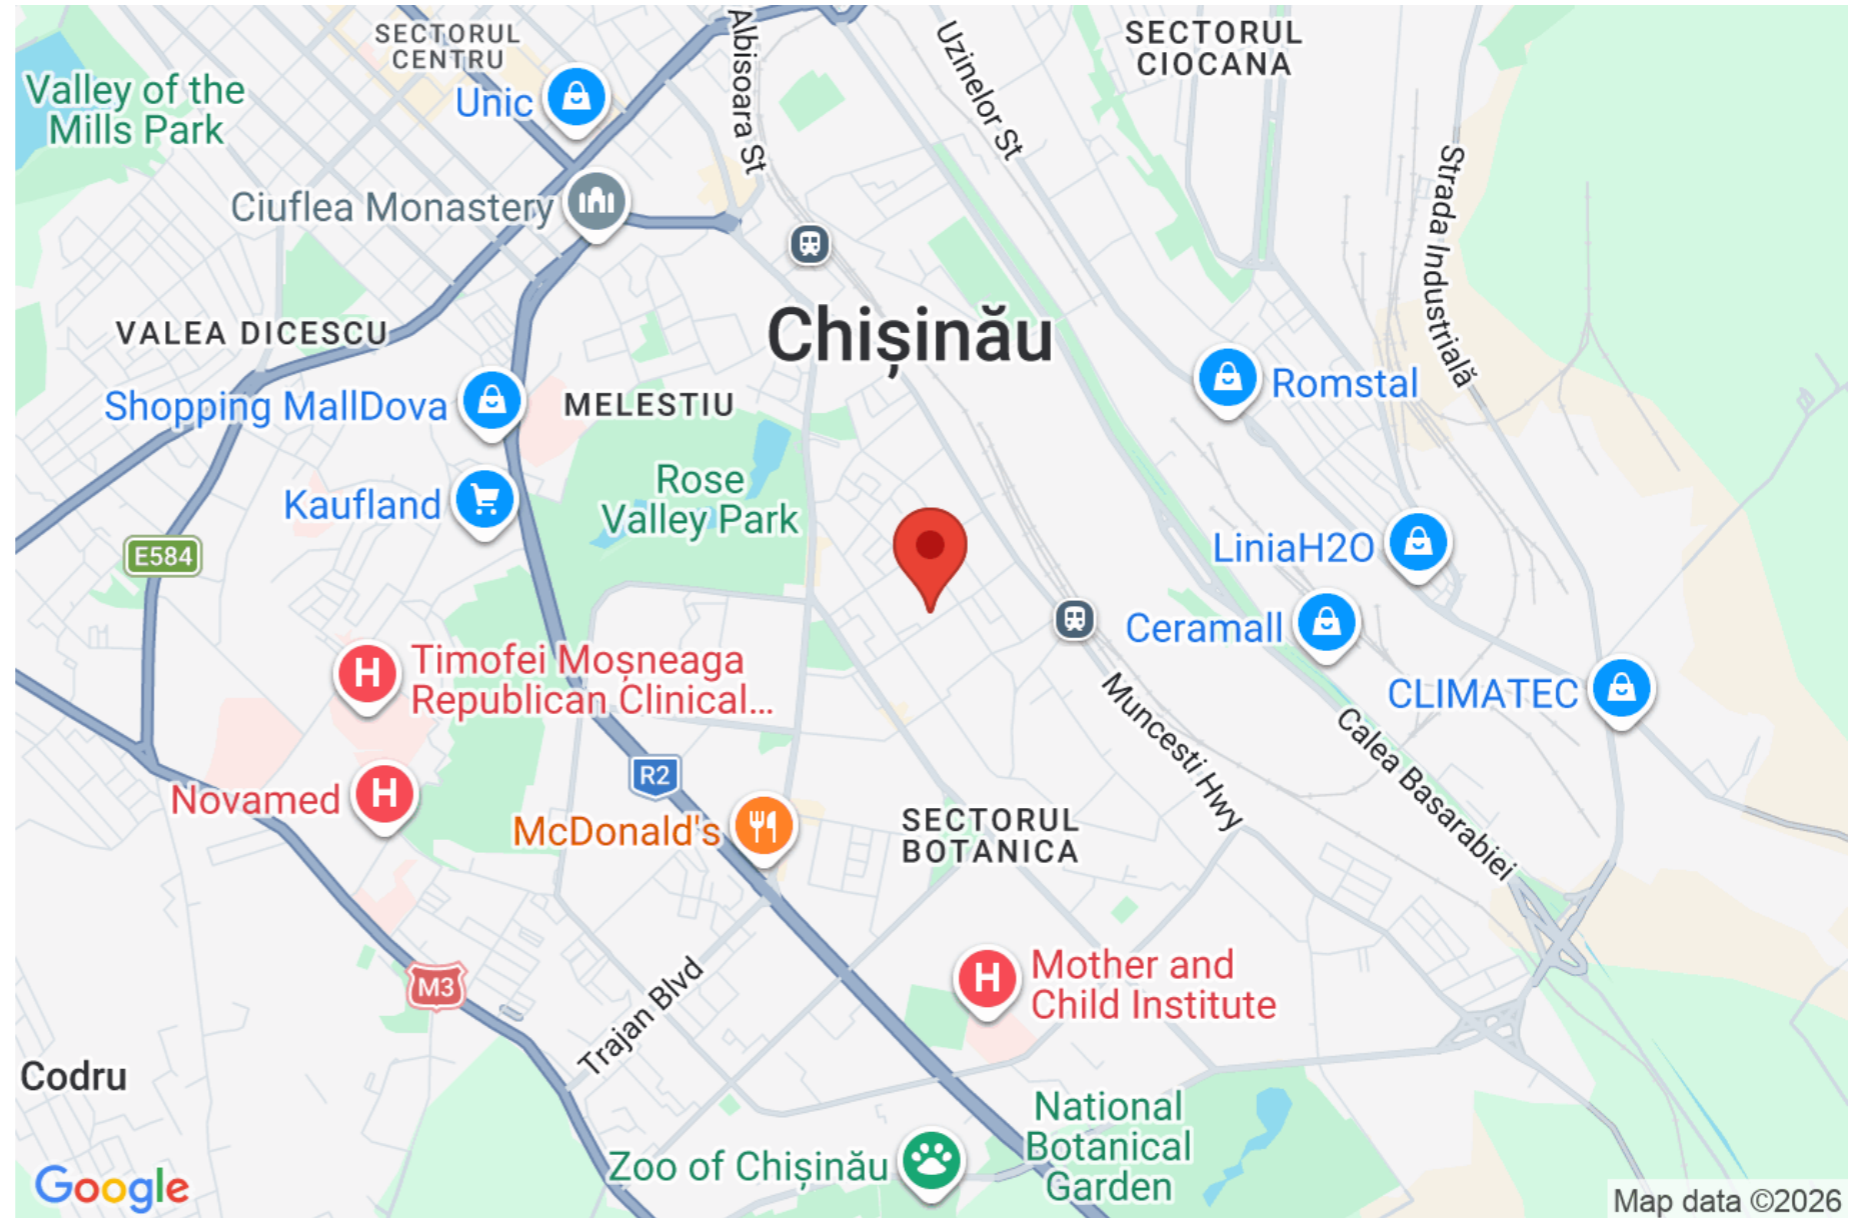 SECTORUL
CENTRU
Albisoara St
Uzinelor St
SECTORUL
CIOCANA
Valley of the
Mills Park
Unic
Strada Industrială
Ciuflea Monastery
Chișinău
VALEA DICESCU
Shopping MallDova
MELESTIU
Romstal
Rose
Valley Park
Kaufland
LiniaH2O
E584
Ceramall
H
Timofei Moșneaga
Republican Clinical...
CLIMATEC
Muncesti Hwy
Calea Basarabiei
R2
Novamed
H
McDonald's
SECTORUL
BOTANICA
M3
Trajan Blvd
H
Mother and
Child Institute
Codru
National
Botanical
Garden
Zoo of Chișinău
Google
Map data ©2026